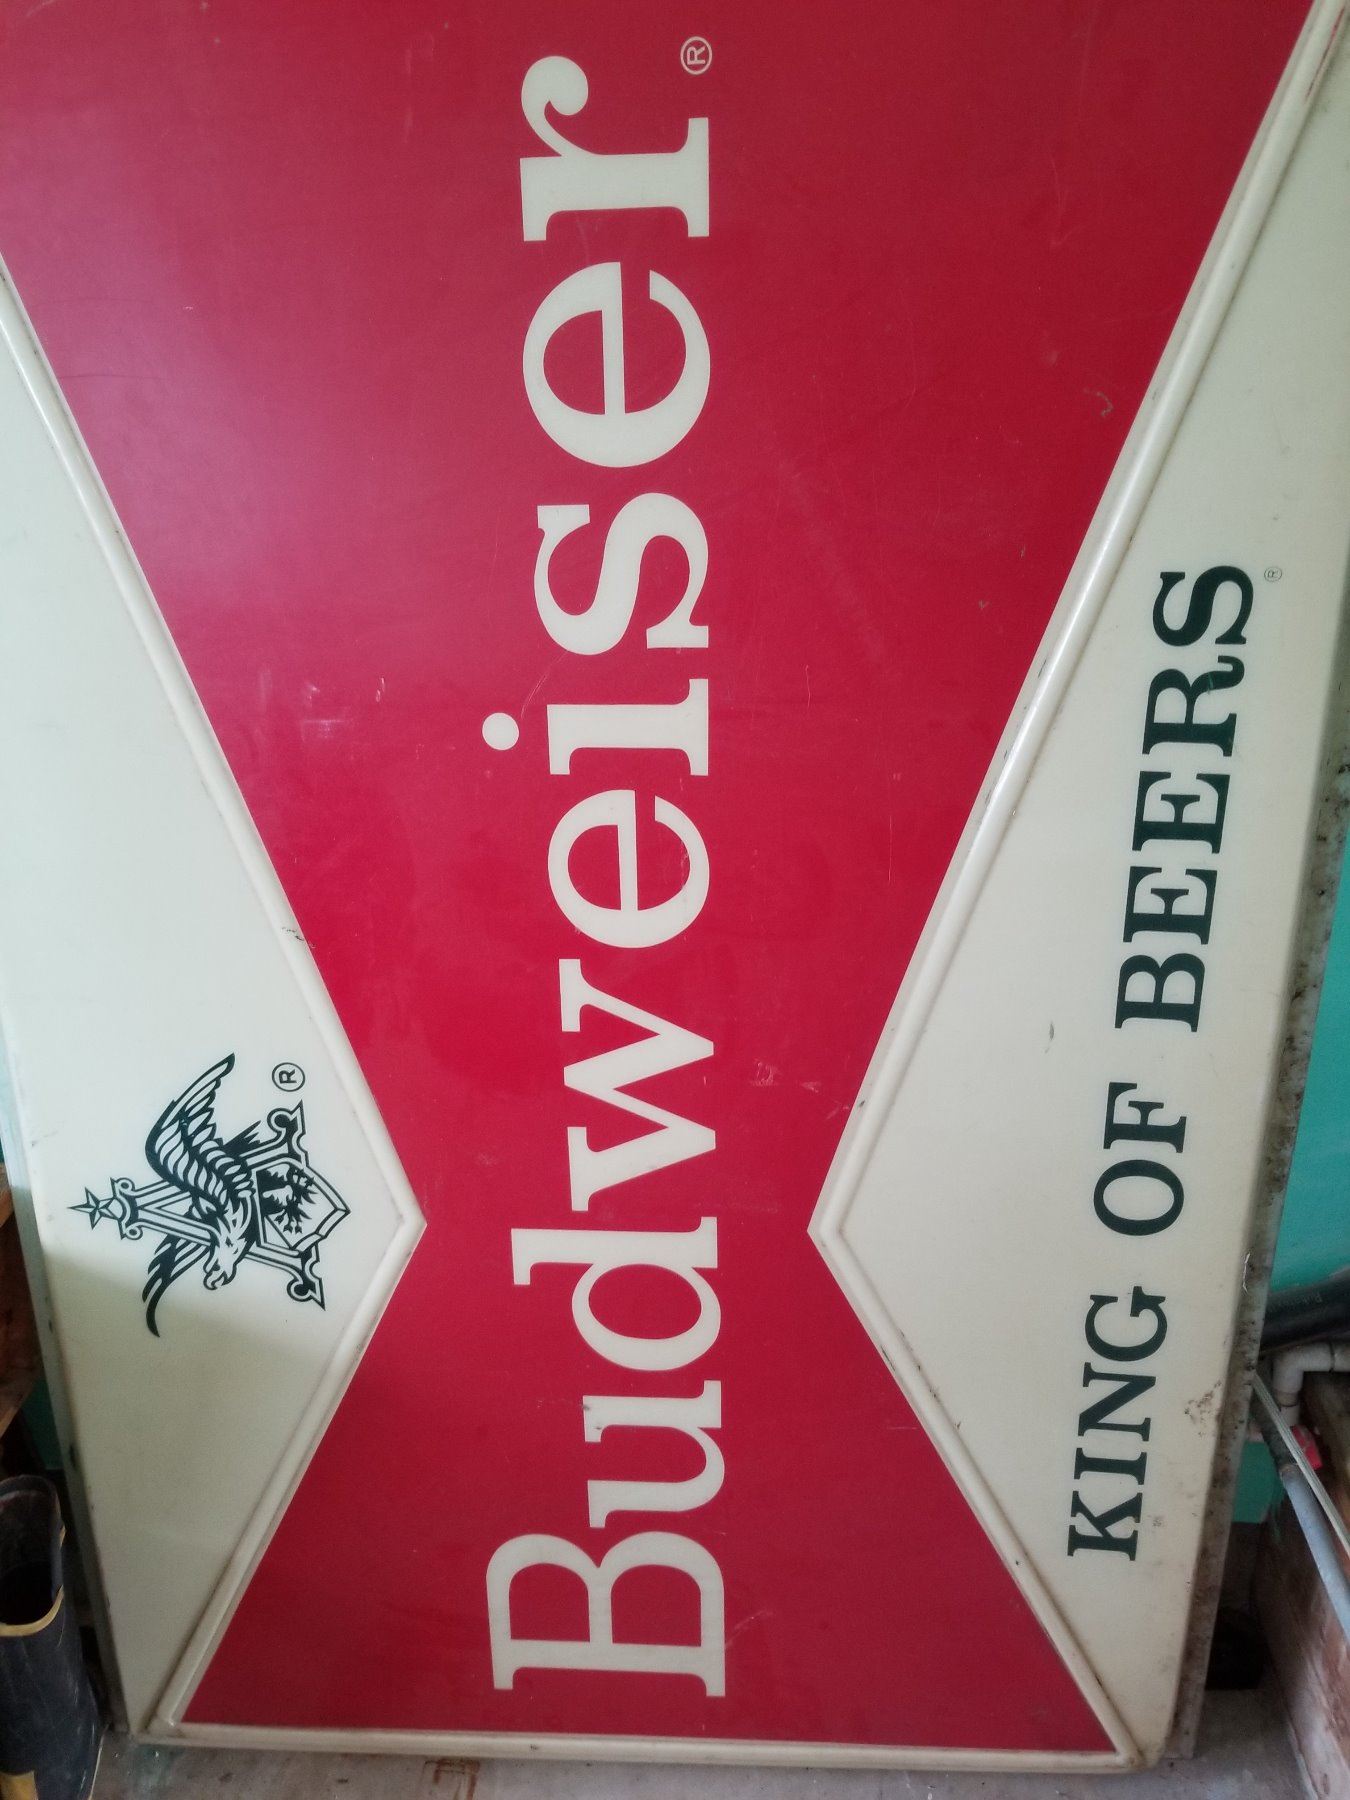 Budweiser®
®
KING OF BEERS®